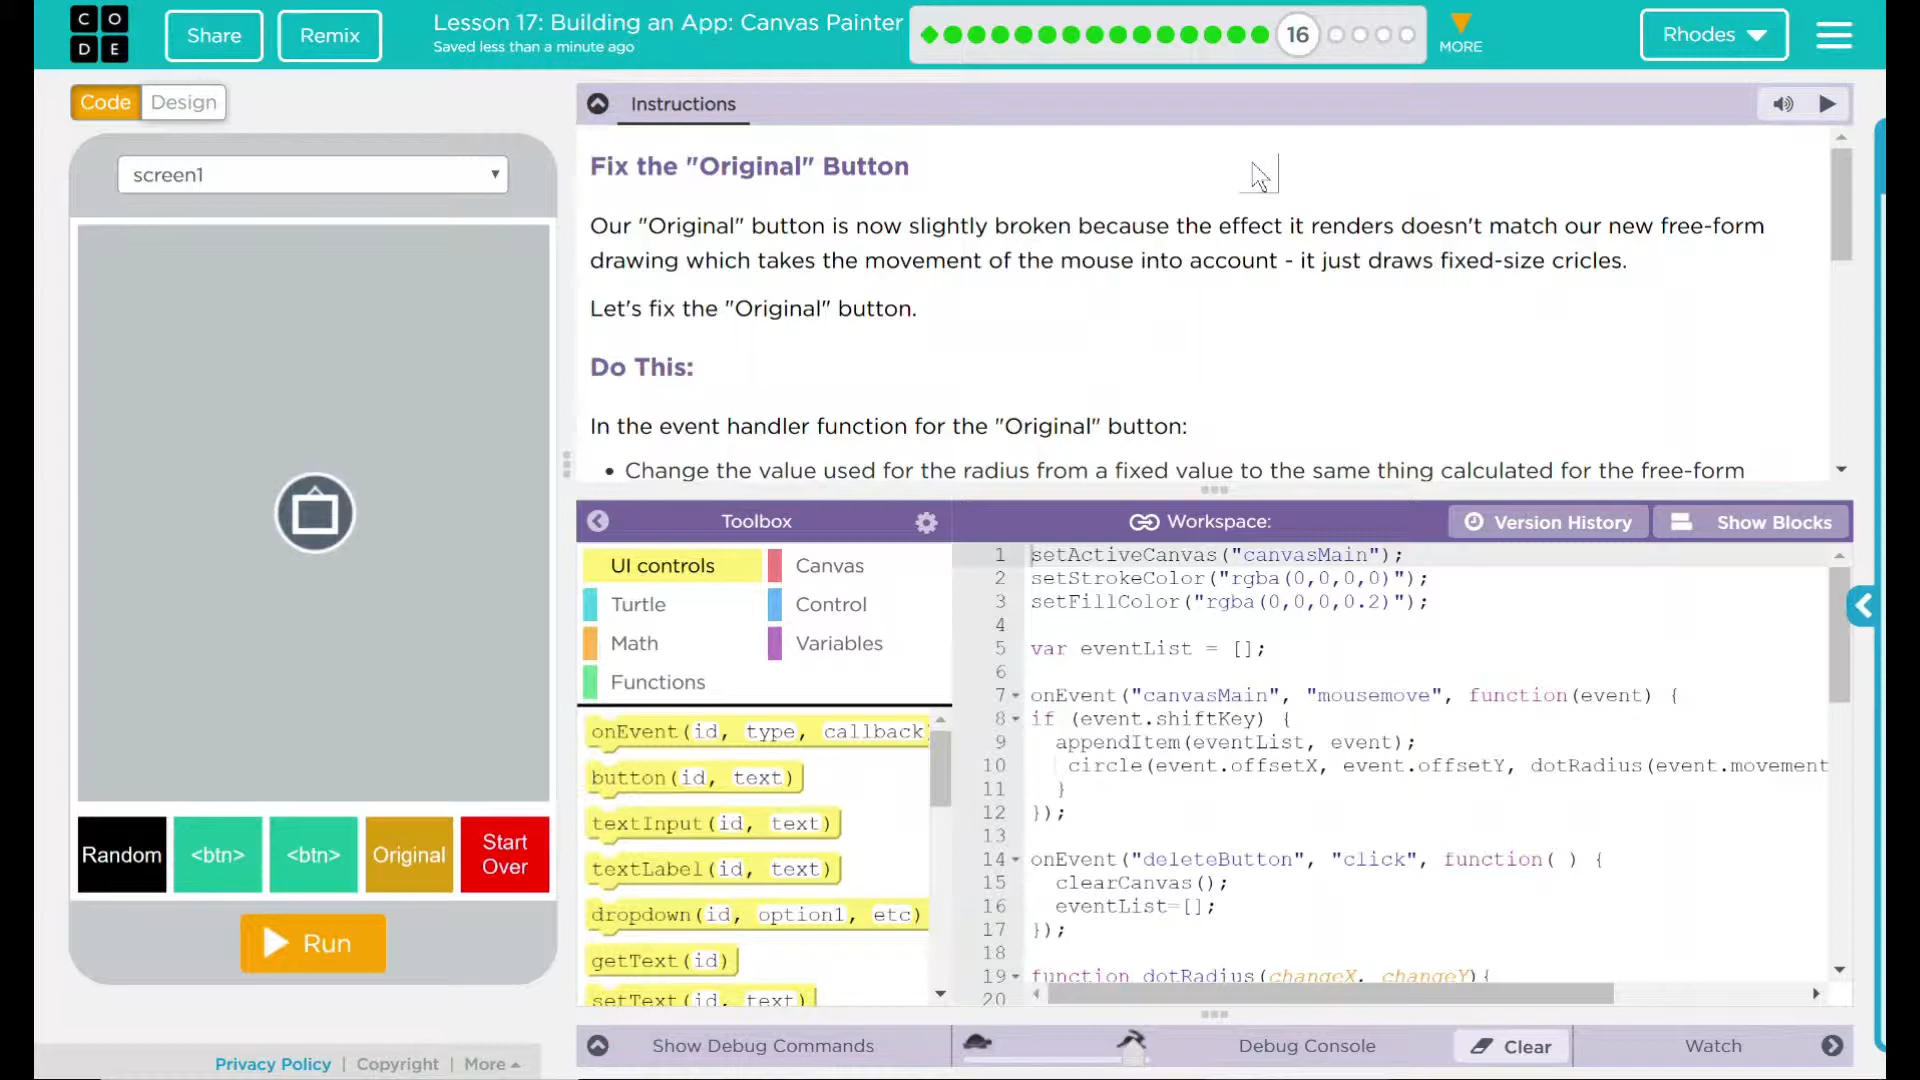 C O D E
Share
Remix
Lesson 17: Building an App: Canvas Painter
Saved less than a minute ago
16
MORE
Rhodes
Code
Design
Instructions
screen1
Fix the "Original" Button
Our "Original" button is now slightly broken because the effect it renders doesn't match our new free-form
drawing which takes the movement of the mouse into account - it just draws fixed-size cricles.
Let's fix the "Original" button.
Do This:
In the event handler function for the "Original" button:
• Change the value used for the radius from a fixed value to the same thing calculated for the free-form
Random
<btn>
<btn>
Original
Start
Over
Run
Toolbox
Workspace:
Version History
Show Blocks
UI controls
Canvas
Turtle
Control
Math
Variables
Functions
onEvent(id, type, callback
button(id, text)
textInput(id, text)
textLabel(id, text)
dropdown(id, option1, etc)
getText(id)
setText(id, text)
1 setActiveCanvas("canvasMain");
2 setStrokeColor("rgba(0,0,0,0)");
3 setFillColor("rgba(0,0,0,0.2)");
4
5 var eventList = [];
6
7 onEvent("canvasMain", "mousemove", function(event) {
8 if (event.shiftKey) {
9 appendItem(eventList, event);
10 circle(event.offsetX, event.offsetY, dotRadius(event.movement
11 }
12 });
13
14 onEvent("deleteButton", "click", function( ) {
15 clearCanvas();
16 eventList=[];
17 });
18
19 function dotRadius(changeX, changeY){
20
Show Debug Commands
Debug Console
Clear
Watch
Privacy Policy | Copyright | More